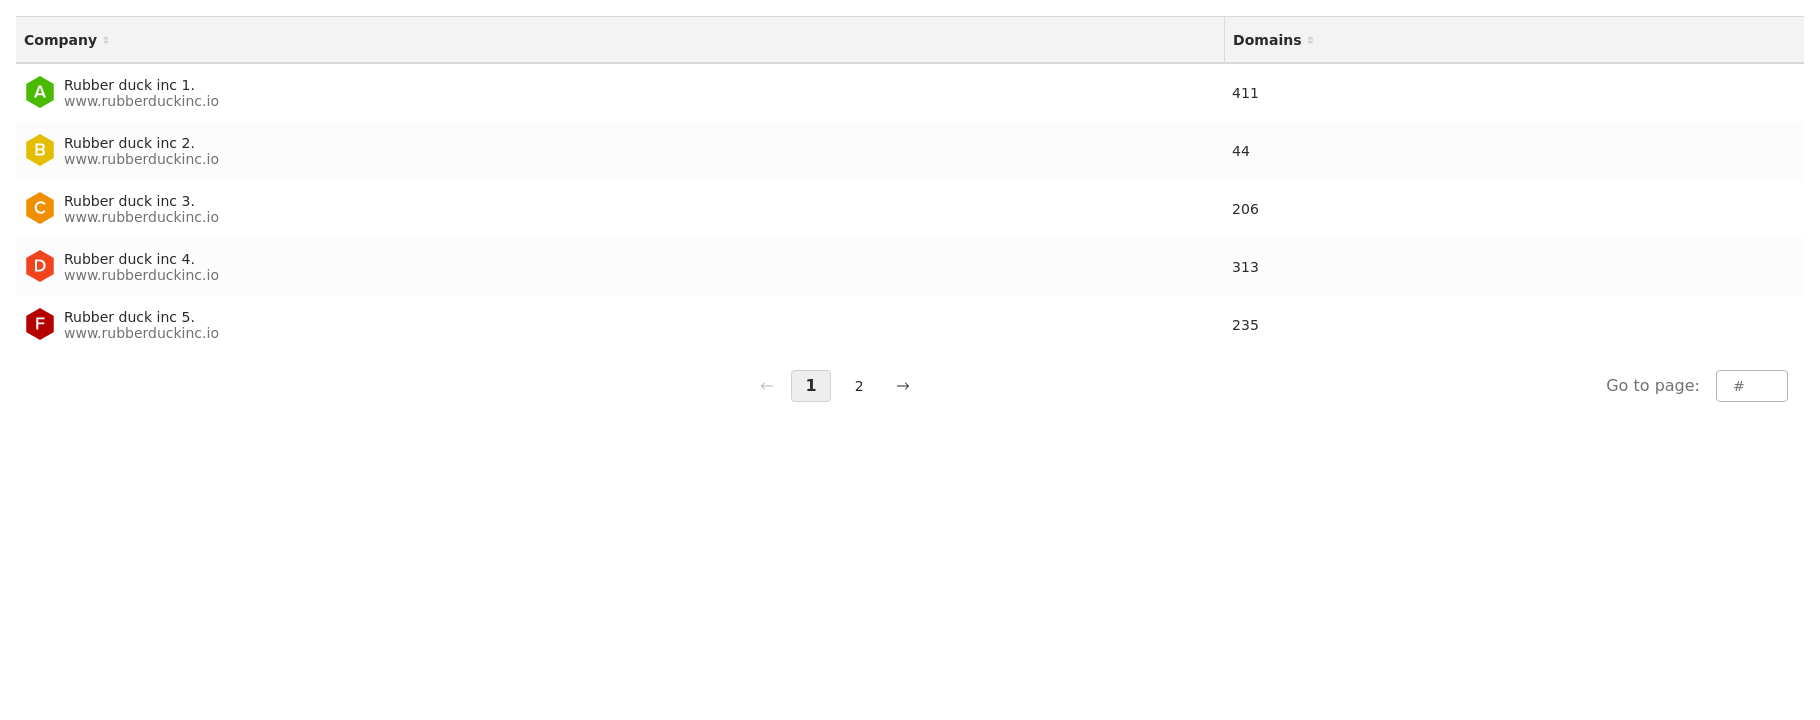 Company Domains
A Rubber duck inc 1.
www.rubberduckinc.io
411
B Rubber duck inc 2.
www.rubberduckinc.io
44
C Rubber duck inc 3.
www.rubberduckinc.io
206
D Rubber duck inc 4.
www.rubberduckinc.io
313
F Rubber duck inc 5.
www.rubberduckinc.io
235
← 1 2 → Go to page: #